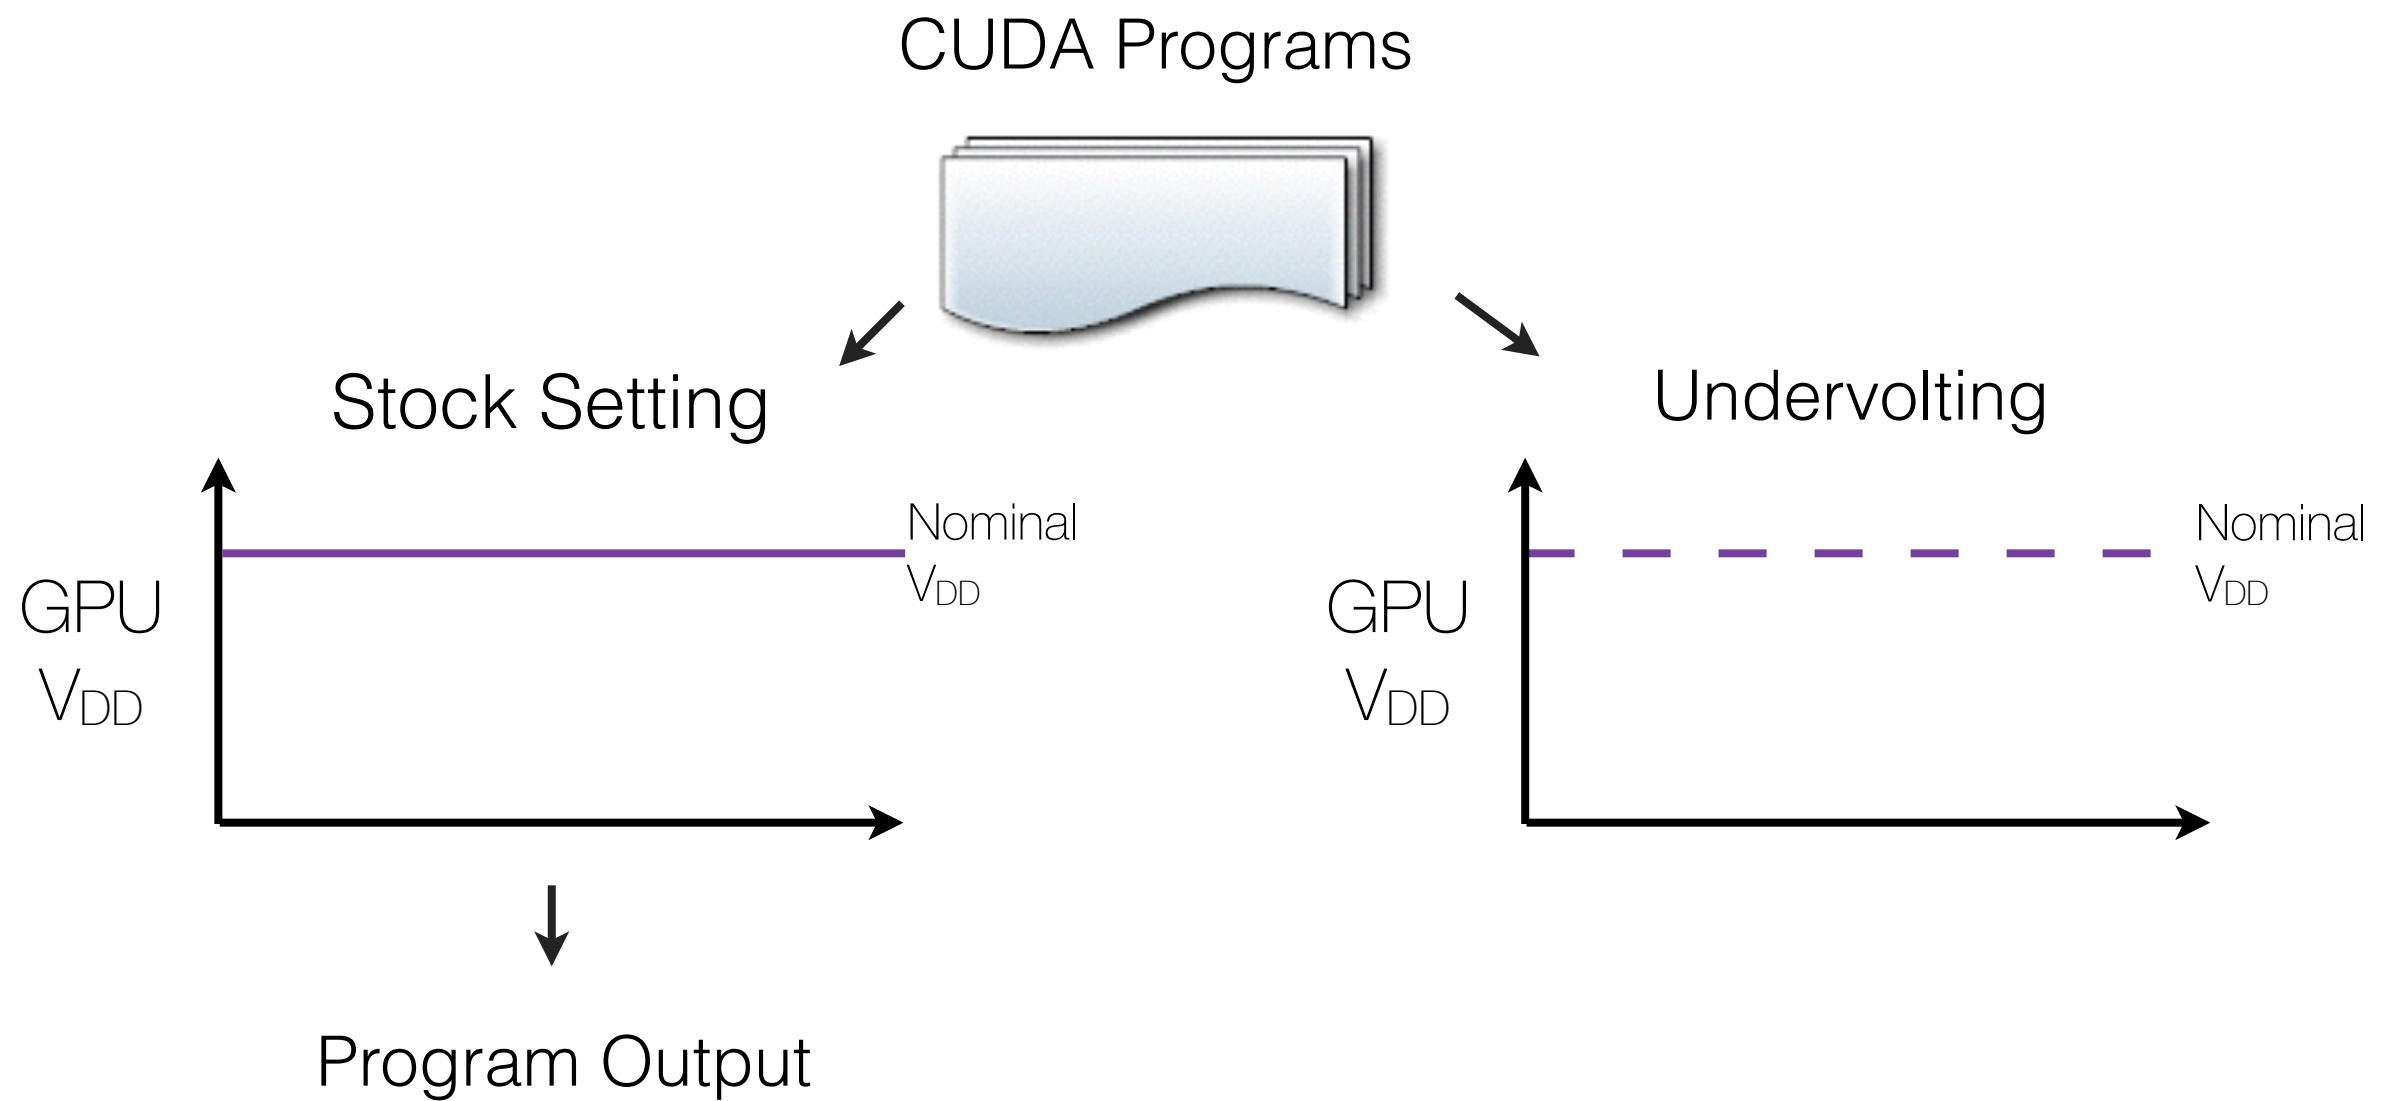 CUDA Programs
Stock Setting
Undervolting
Nominal
VDD
GPU
VDD
Nominal
VDD
GPU
VDD
Program Output